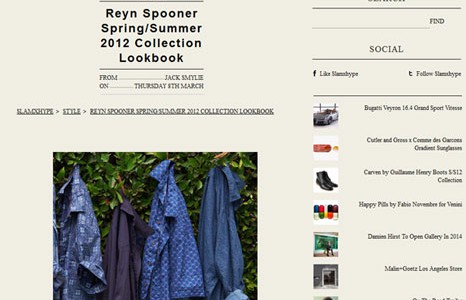 SEARCH
Reyn Spooner
Spring/Summer
2012 Collection
Lookbook
FROM ........................ JACK SMYLIE
ON ............ THURSDAY 8TH MARCH
SLAMXHYPE > STYLE > REYN SPOONER SPRING/SUMMER 2012 COLLECTION LOOKBOOK
FIND
SOCIAL
Like Slamxhype
Follow Slamxhype
Bugatti Veyron 16.4 Grand Sport Vitesse
Cutler and Gross x Comme des Garcons
Gradient Sunglasses
Carven by Guillaume Henry Boots S/S12
Collection
Happy Pills by Fabio Novembre for Venini
Damien Hirst To Open Gallery In 2014
Malin+Goetz Los Angeles Store